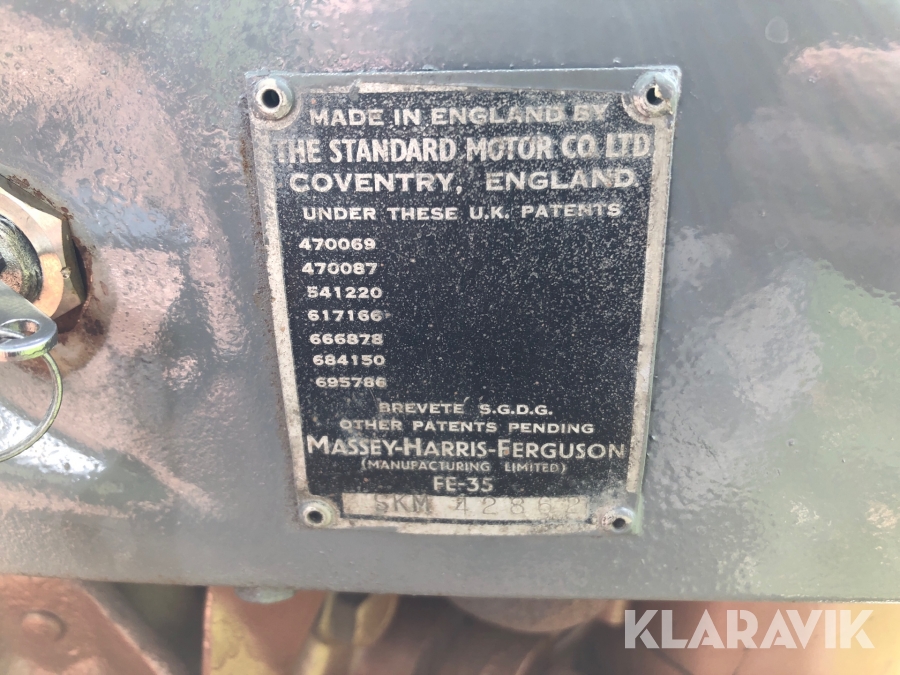 MADE IN ENGLAND BY
THE STANDARD MOTOR CO. LTD.
COVENTRY, ENGLAND.
UNDER THESE U.K. PATENTS
470069
470087
541220
617166
666878
684150
695786
BREVETE S.G.D.G.
OTHER PATENTS PENDING
MASSEY-HARRIS-FERGUSON
(MANUFACTURING LIMITED)
FE-35
SKM
KLARAVIK